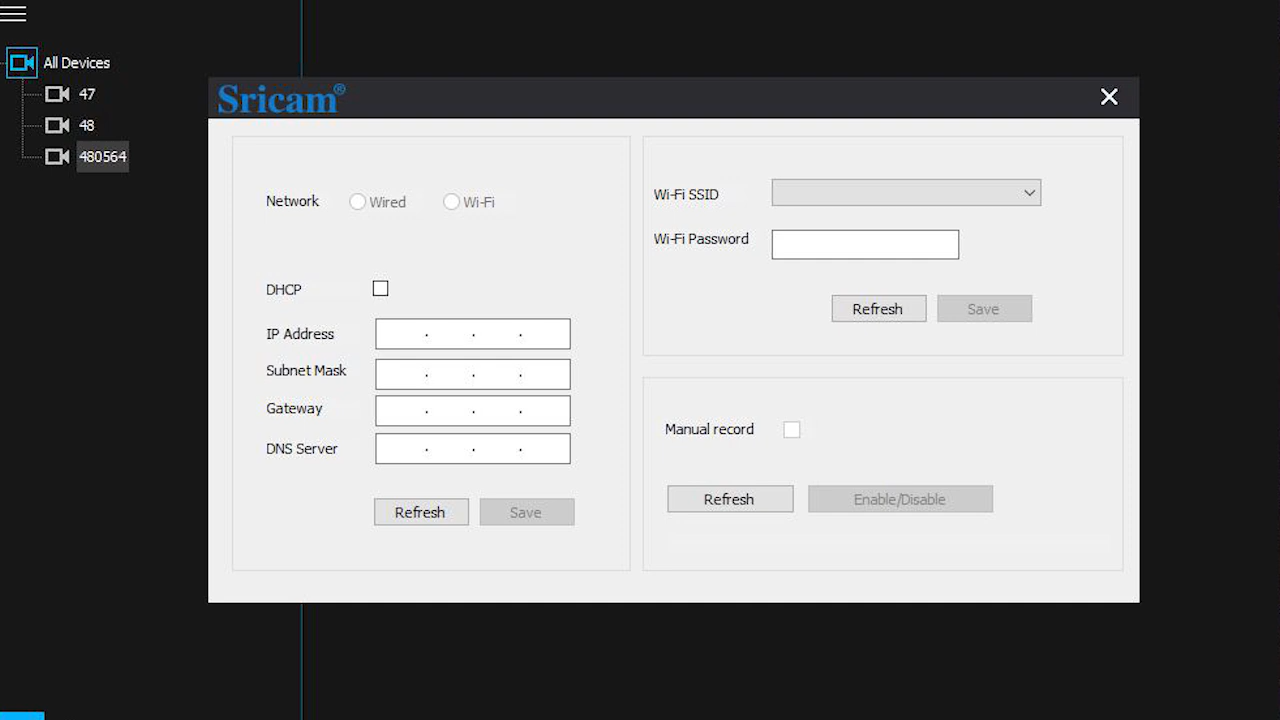 All Devices
47
48
480564
Sricam®
Network
Wired
Wi-Fi
DHCP
IP Address
. . .
Subnet Mask
. . .
Gateway
. . .
DNS Server
. . .
Refresh
Save
Wi-Fi SSID
Wi-Fi Password
Refresh
Save
Manual record
Refresh
Enable/Disable